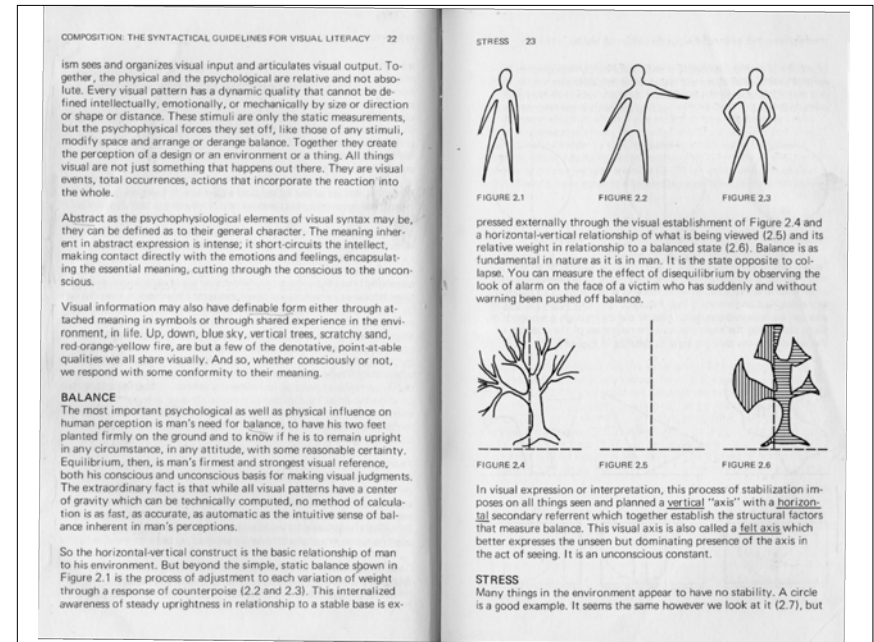 COMPOSITION: THE SYNTACTICAL GUIDELINES FOR VISUAL LITERACY 22
ism sees and organizes visual input and articulates visual output. To-
gether, the physical and the psychological are relative and not abso-
lute. Every visual pattern has a dynamic quality that cannot be de-
fined intellectually, emotionally, or mechanically by size or direction
or shape or distance. These stimuli are only the static measurements,
but the psychophysical forces they set off, like those of any stimuli,
modify space and arrange or derange balance. Together they create
the perception of a design or an environment or a thing. All things
visual are not just something that happens out there. They are visual
events, total occurrences, actions that incorporate the reaction into
the whole.
Abstract as the psychophysiological elements of visual syntax may be,
they can be defined as to their general character. The meaning inher-
ent in abstract expression is intense; it short-circuits the intellect,
making contact directly with the emotions and feelings, encapsulat-
ing the essential meaning, cutting through the conscious to the uncon-
scious.
Visual information may also have definable form either through at-
tached meaning in symbols or through shared experience in the envi-
ronment, in life. Up, down, blue sky, vertical trees, scratchy sand,
red-orange-yellow fire, are but a few of the denotative, point-at-able
qualities we all share visually. And so, whether consciously or not,
we respond with some conformity to their meaning.
BALANCE
The most important psychological as well as physical influence on
human perception is man's need for balance, to have his two feet
planted firmly on the ground and to know if he is to remain upright
in any circumstance, in any attitude, with some reasonable certainty.
Equilibrium, then, is man's firmest and strongest visual reference,
both his conscious and unconscious basis for making visual judgments.
The extraordinary fact is that while all visual patterns have a center
of gravity which can be technically computed, no method of calcula-
tion is as fast, as accurate, as automatic as the intuitive sense of bal-
ance inherent in man's perceptions.
So the horizontal-vertical construct is the basic relationship of man
to his environment. But beyond the simple, static balance shown in
Figure 2.1 is the process of adjustment to each variation of weight
through a response of counterpoise (2.2 and 2.3). This internalized
awareness of steady uprightness in relationship to a stable base is ex-
STRESS 23
FIGURE 2.1 FIGURE 2.2 FIGURE 2.3
pressed externally through the visual establishment of Figure 2.4 and
a horizontal-vertical relationship of what is being viewed (2.5) and its
relative weight in relationship to a balanced state (2.6). Balance is as
fundamental in nature as it is in man. It is the state opposite to col-
lapse. You can measure the effect of disequilibrium by observing the
look of alarm on the face of a victim who has suddenly and without
warning been pushed off balance.
FIGURE 2.4 FIGURE 2.5 FIGURE 2.6
In visual expression or interpretation, this process of stabilization im-
poses on all things seen and planned a vertical "axis" with a horizon-
tal secondary referrent which together establish the structural factors
that measure balance. This visual axis is also called a felt axis which
better expresses the unseen but dominating presence of the axis in
the act of seeing. It is an unconscious constant.
STRESS
Many things in the environment appear to have no stability. A circle
is a good example. It seems the same however we look at it (2.7), but